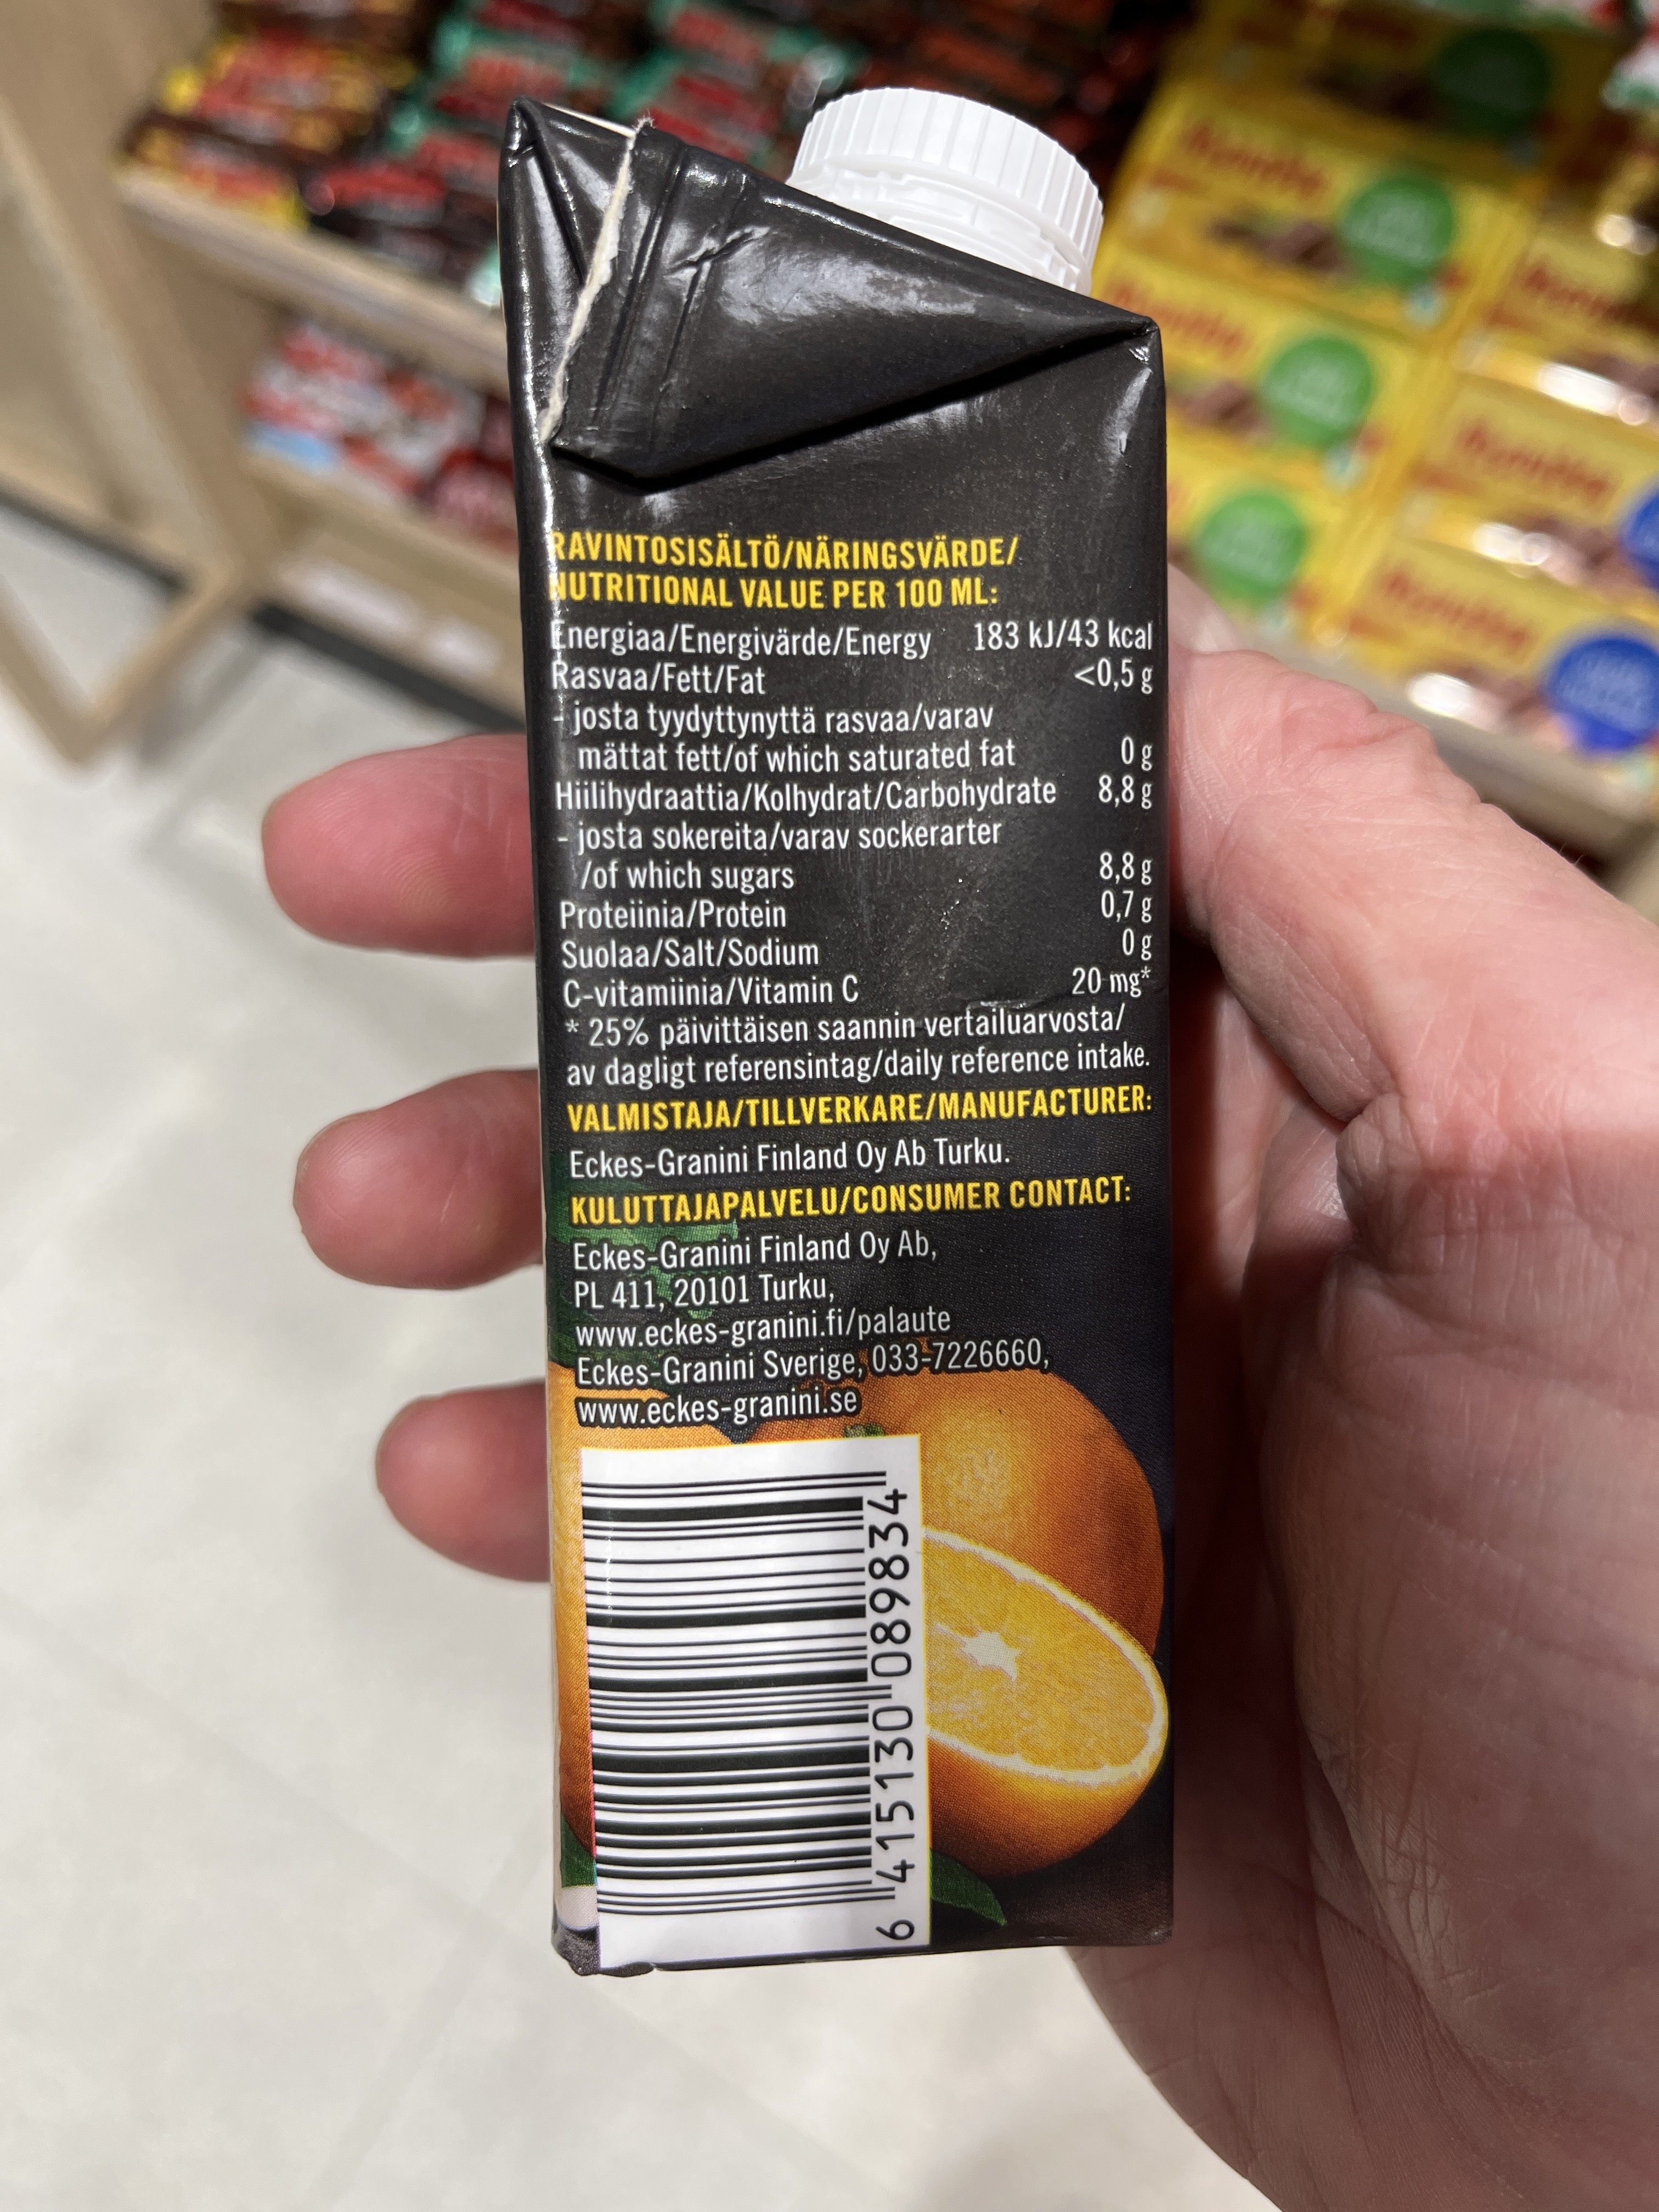 RAVINTOSISÄLTÖ/NÄRINGSVÄRDE/
NUTRITIONAL VALUE PER 100 ML:
Energiaa/Energivärde/Energy 183 kJ/43 kcal
Rasvaa/Fett/Fat <0,5 g
- josta tyydyttynyttä rasvaa/varav
mättat fett/of which saturated fat 0 g
Hiilihydraattia/Kolhydrat/Carbohydrate 8,8 g
- josta sokereita/varav sockerarter
/of which sugars 8,8 g
Proteiinia/Protein 0,7 g
Suolaa/Salt/Sodium 0 g
C-vitamiinia/Vitamin C 20 mg*
* 25% päivittäisen saannin vertailuarvosta/
av dagligt referensintag/daily reference intake.
VALMISTAJA/TILLVERKARE/MANUFACTURER:
Eckes-Granini Finland Oy Ab Turku.
KULUTTAJAPALVELU/CONSUMER CONTACT:
Eckes-Granini Finland Oy Ab,
PL 411, 20101 Turku,
www.eckes-granini.fi/palaute
Eckes-Granini Sverige, 033-7226660,
www.eckes-granini.se
6 415130 089834